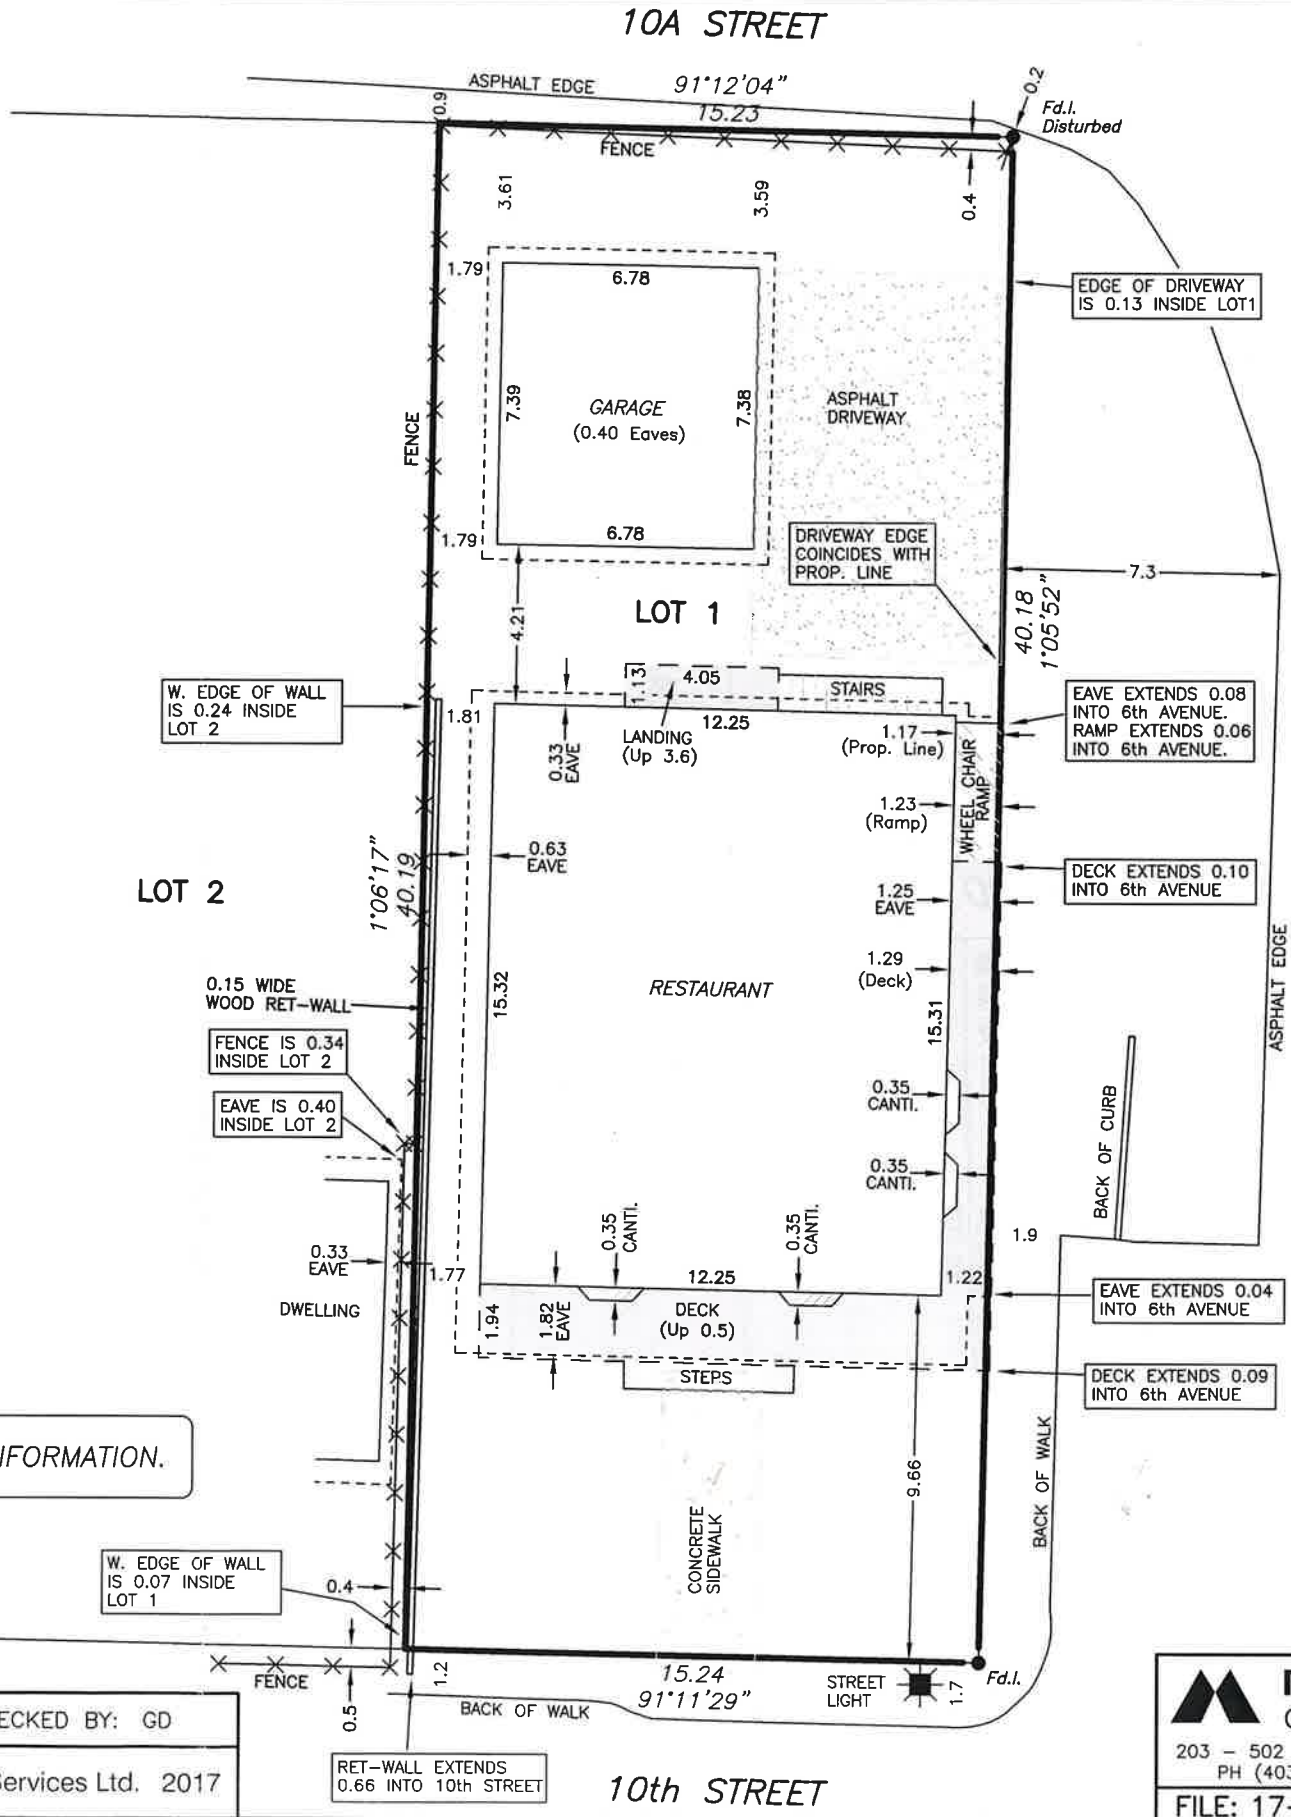 10A STREET
ASPHALT EDGE
91°12'04"
15.23
0.9
0.2
Fd.I.
Disturbed
FENCE
3.61
3.59
0.4
1.79
6.78
EDGE OF DRIVEWAY
IS 0.13 INSIDE LOT1
7.39
GARAGE
(0.40 Eaves)
7.38
ASPHALT
DRIVEWAY
FENCE
1.79
6.78
DRIVEWAY EDGE
COINCIDES WITH
PROP. LINE
7.3
40.18
1°05'52"
4.21
LOT 1
1.13
4.05
STAIRS
W. EDGE OF WALL
IS 0.24 INSIDE
LOT 2
1.81
0.33
EAVE
LANDING
(Up 3.6)
12.25
1.17
(Prop. Line)
EAVE EXTENDS 0.08
INTO 6th AVENUE.
RAMP EXTENDS 0.06
INTO 6th AVENUE.
WHEEL CHAIR
RAMP
1.23
(Ramp)
0.63
EAVE
LOT 2
1°06'17"
40.19
DECK EXTENDS 0.10
INTO 6th AVENUE
1.25
EAVE
1.29
(Deck)
ASPHALT EDGE
0.15 WIDE
WOOD RET-WALL
15.32
RESTAURANT
15.31
FENCE IS 0.34
INSIDE LOT 2
EAVE IS 0.40
INSIDE LOT 2
0.35
CANTI.
0.35
CANTI.
BACK OF CURB
0.33
EAVE
DWELLING
1.77
0.35
CANTI.
0.35
CANTI.
12.25
1.22
1.9
1.94
1.82
EAVE
DECK
(Up 0.5)
EAVE EXTENDS 0.04
INTO 6th AVENUE
STEPS
DECK EXTENDS 0.09
INTO 6th AVENUE
NFORMATION.
9.66
BACK OF WALK
CONCRETE
SIDEWALK
W. EDGE OF WALL
IS 0.07 INSIDE
LOT 1
0.4
FENCE
0.5
1.2
15.24
91°11'29"
STREET
LIGHT
1.7
Fd.I.
BACK OF WALK
ECKED BY: GD
Services Ltd. 2017
RET-WALL EXTENDS
0.66 INTO 10th STREET
10th STREET
203 - 502
PH (403
FILE: 17-